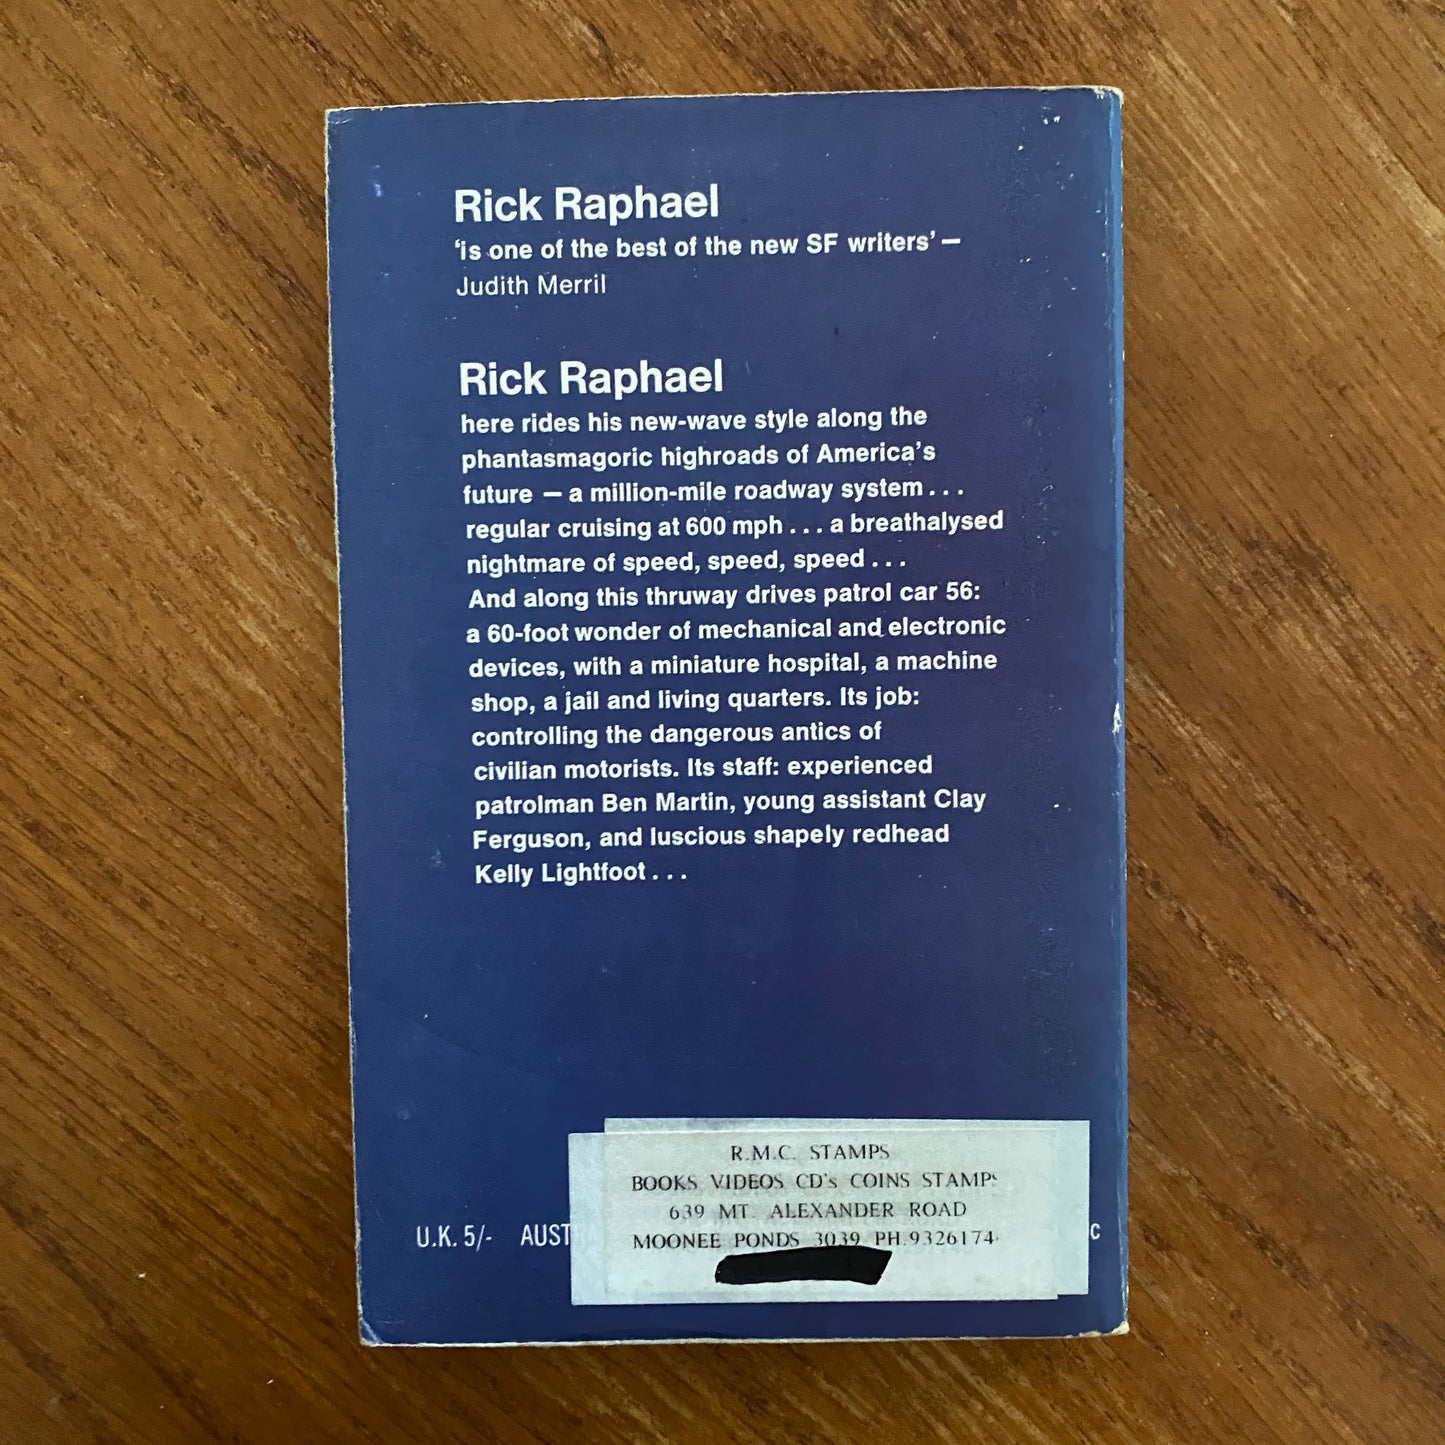 Rick Raphael
‘is one of the best of the new SF writers’ –
Judith Merril
Rick Raphael
here rides his new-wave style along the
phantasmagoric highroads of America’s
future – a million-mile roadway system...
regular cruising at 600 mph... a breathalysed
nightmare of speed, speed, speed...
And along this thruway drives patrol car 56:
a 60-foot wonder of mechanical and electronic
devices, with a miniature hospital, a machine
shop, a jail and living quarters. Its job:
controlling the dangerous antics of
civilian motorists. Its staff: experienced
patrolman Ben Martin, young assistant Clay
Ferguson, and luscious shapely redhead
Kelly Lightfoot...
R.M.C. STAMPS
BOOKS VIDEOS CD's COINS STAMPS
639 MT. ALEXANDER ROAD
MOONEE PONDS 3039 PH.9326174
U.K. 5/- AUST c